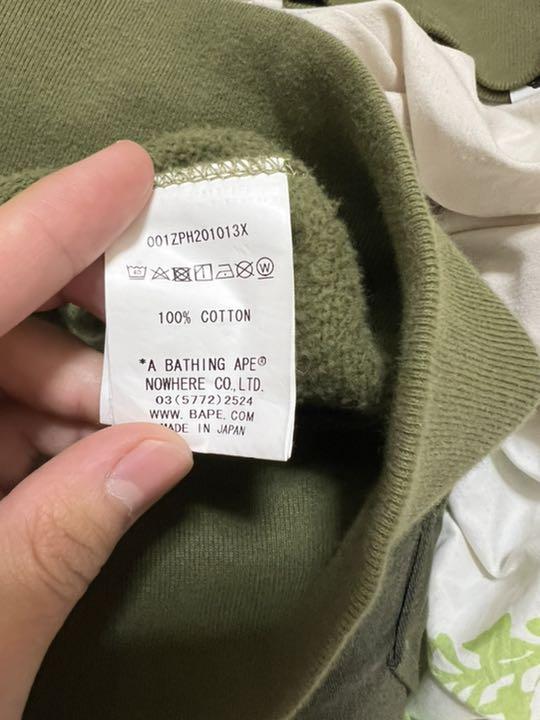 001ZPH201013X
100% COTTON
*A BATHING APE®
NOWHERE CO.,LTD.
03(5772)2524
WWW. BAPE. COM
MADE IN JAPAN